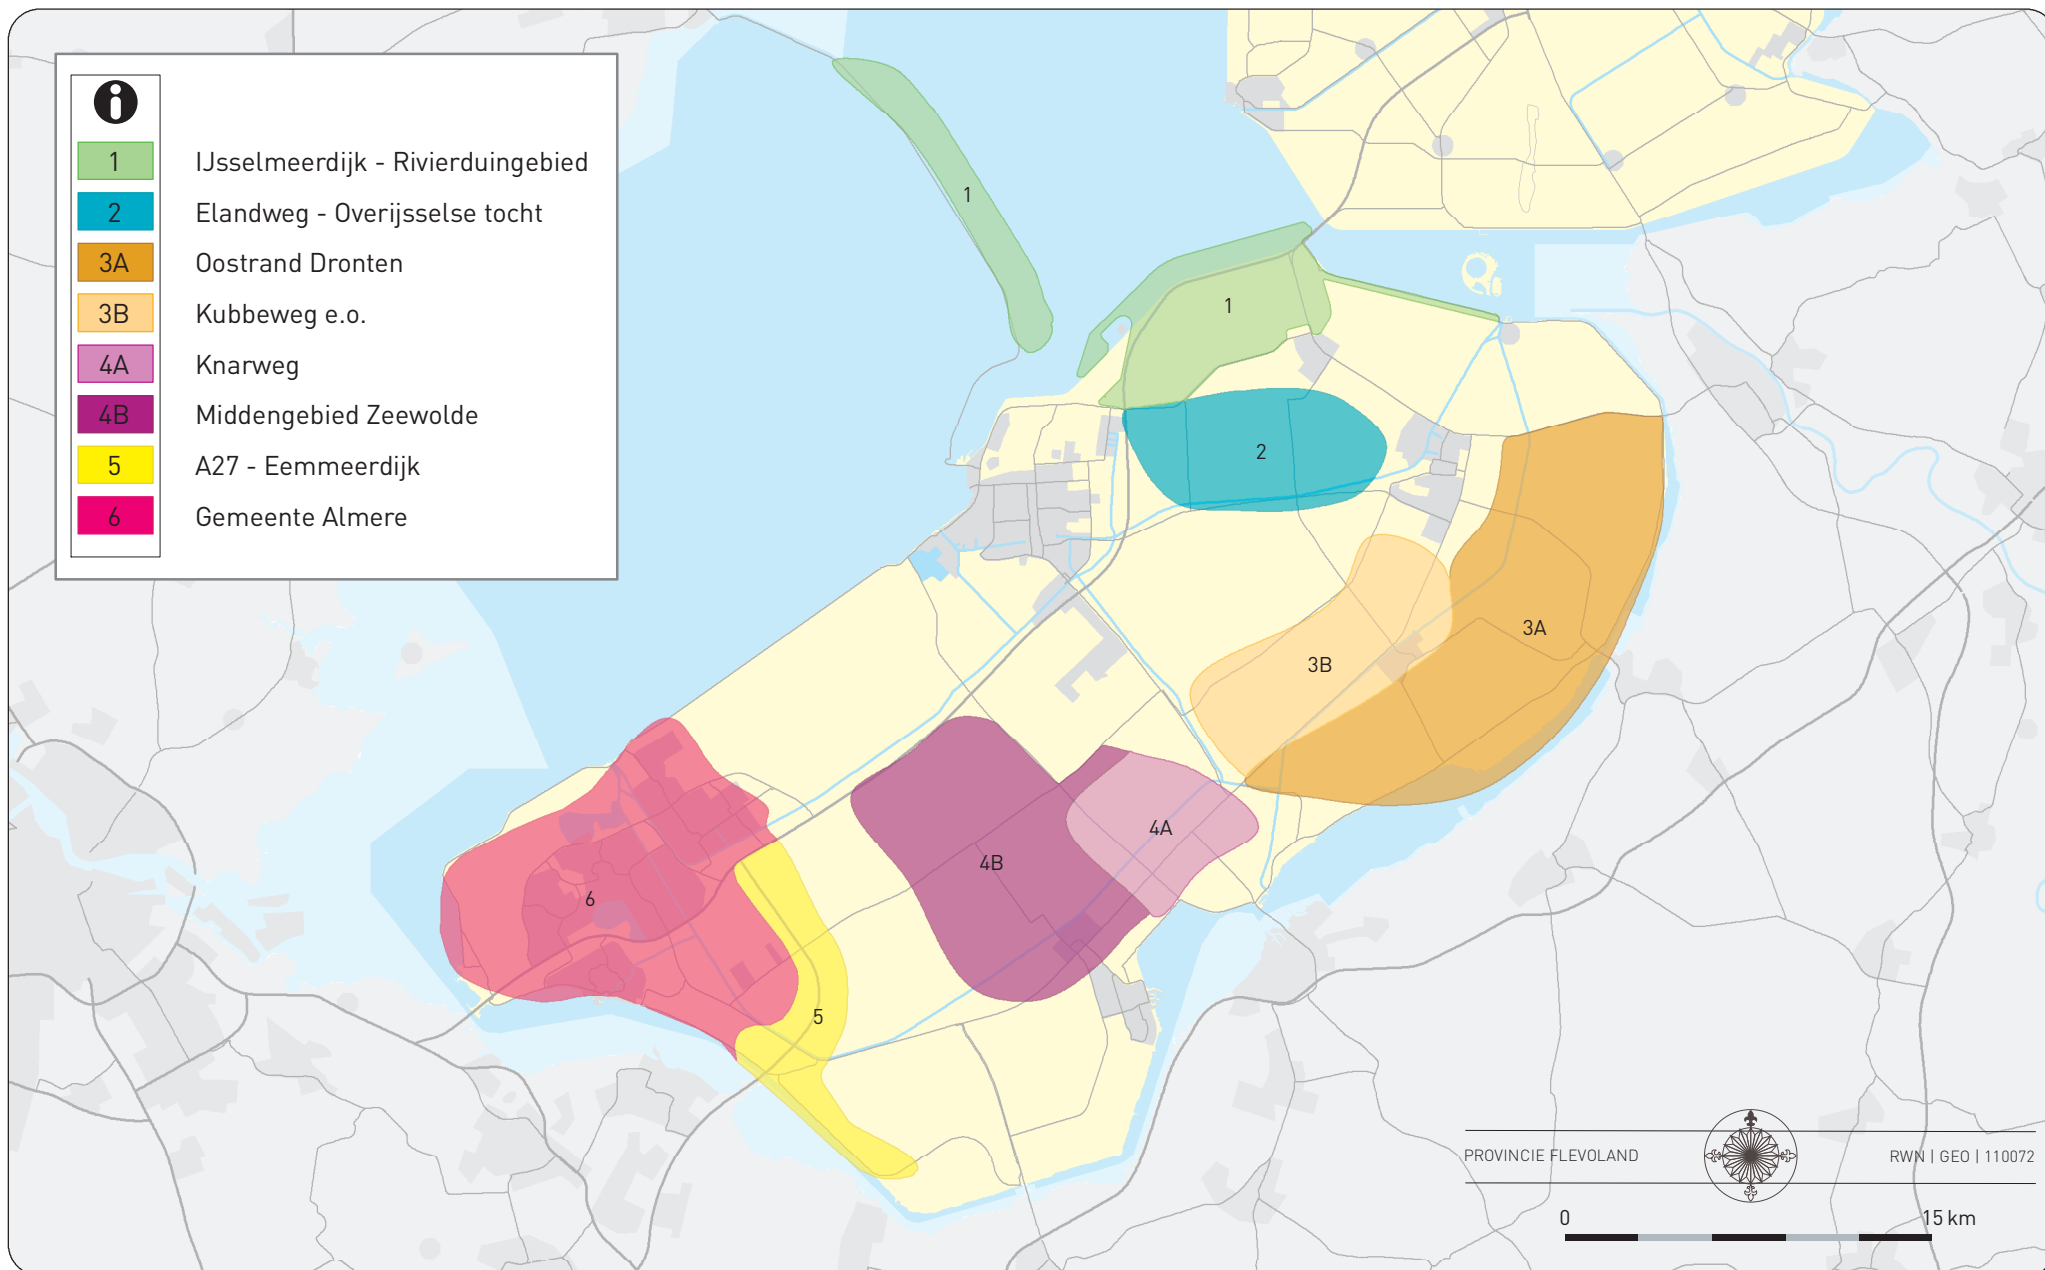 1 IJsselmeerdijk - Rivierduingebied
2 Elandweg - Overijsselse tocht
3A Oostrand Dronten
3B Kubbeweg e.o.
4A Knarweg
4B Middengebied Zeewolde
5 A27 - Eemmeerdijk
6 Gemeente Almere
1
1
2
3A
3B
4A
4B
6
5
PROVINCIE FLEVOLAND
RWN | GEO | 110072
0 15 km